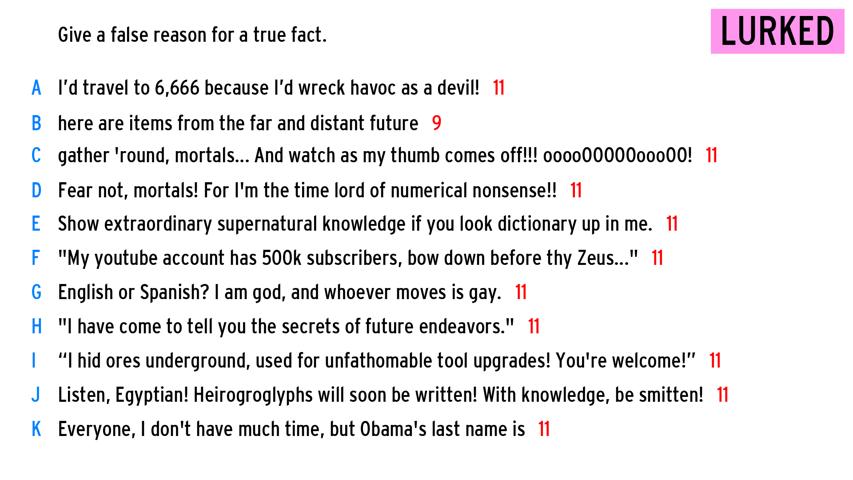 Give a false reason for a true fact.
LURKED
A I'd travel to 6,666 because I'd wreck havoc as a devil! 11
B here are items from the far and distant future 9
C gather 'round, mortals... And watch as my thumb comes off!!! oooo00000ooo00! 11
D Fear not, mortals! For I'm the time lord of numerical nonsense!! 11
E Show extraordinary supernatural knowledge if you look dictionary up in me. 11
F "My youtube account has 500k subscribers, bow down before thy Zeus..." 11
G English or Spanish? I am god, and whoever moves is gay. 11
H "I have come to tell you the secrets of future endeavors." 11
I “I hid ores underground, used for unfathomable tool upgrades! You're welcome!” 11
J Listen, Egyptian! Heirogroglyphs will soon be written! With knowledge, be smitten! 11
K Everyone, I don't have much time, but Obama's last name is 11